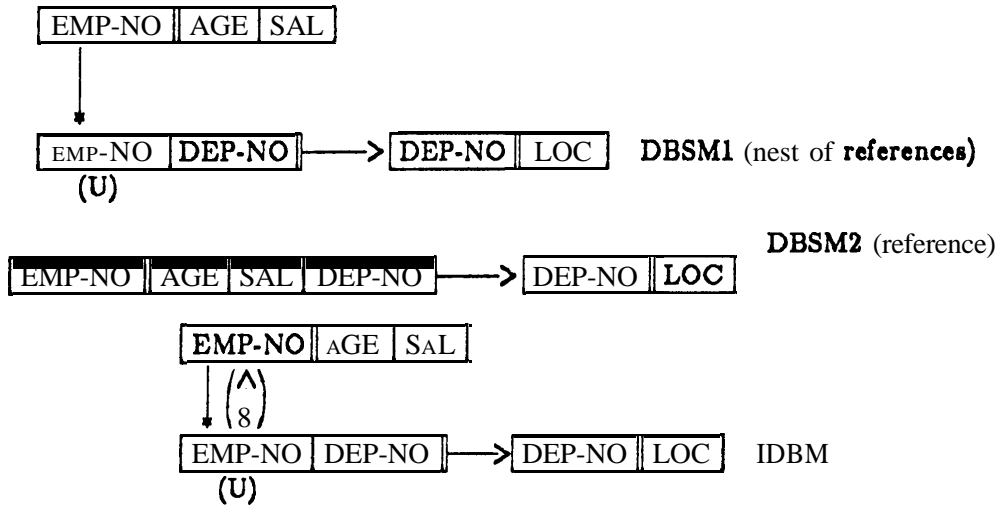 EMP-NO AGE SAL
EMP-NO DEP-NO DEP-NO LOC DBSM1 (nest of references)
(U)
DBSM2 (reference)
EMP-NO AGE SAL DEP-NO DEP-NO LOC
EMP-NO AGE SAL
(^
8)
EMP-NO DEP-NO DEP-NO LOC IDBM
(U)